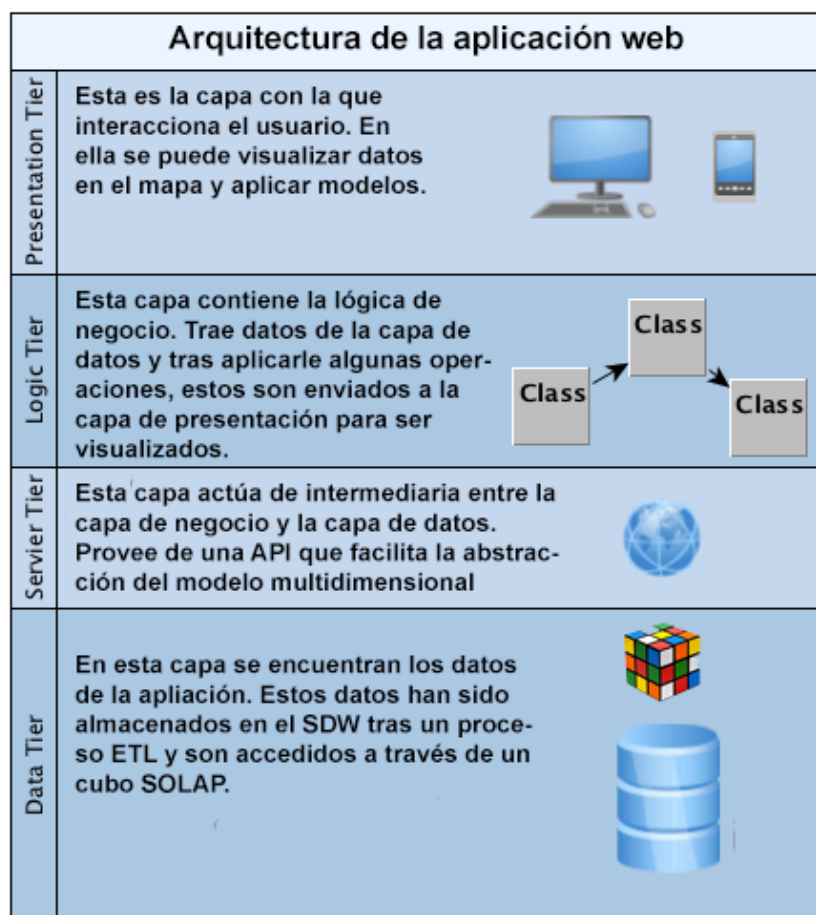 Arquitectura de la aplicación web
Presentation Tier
Esta es la capa con la que
interacciona el usuario. En
ella se puede visualizar datos
en el mapa y aplicar modelos.
Logic Tier
Esta capa contiene la lógica de
negocio. Trae datos de la capa de
datos y tras aplicarle algunas oper-
aciones, estos son enviados a la
capa de presentación para ser
visualizados.
Class
Class
Class
Servier Tier
Esta capa actúa de intermediaria entre la
capa de negocio y la capa de datos.
Provee de una API que facilita la abstrac-
ción del modelo multidimensional
Data Tier
En esta capa se encuentran los datos
de la apliación. Estos datos han sido
almacenados en el SDW tras un proce-
so ETL y son accedidos a través de un
cubo SOLAP.